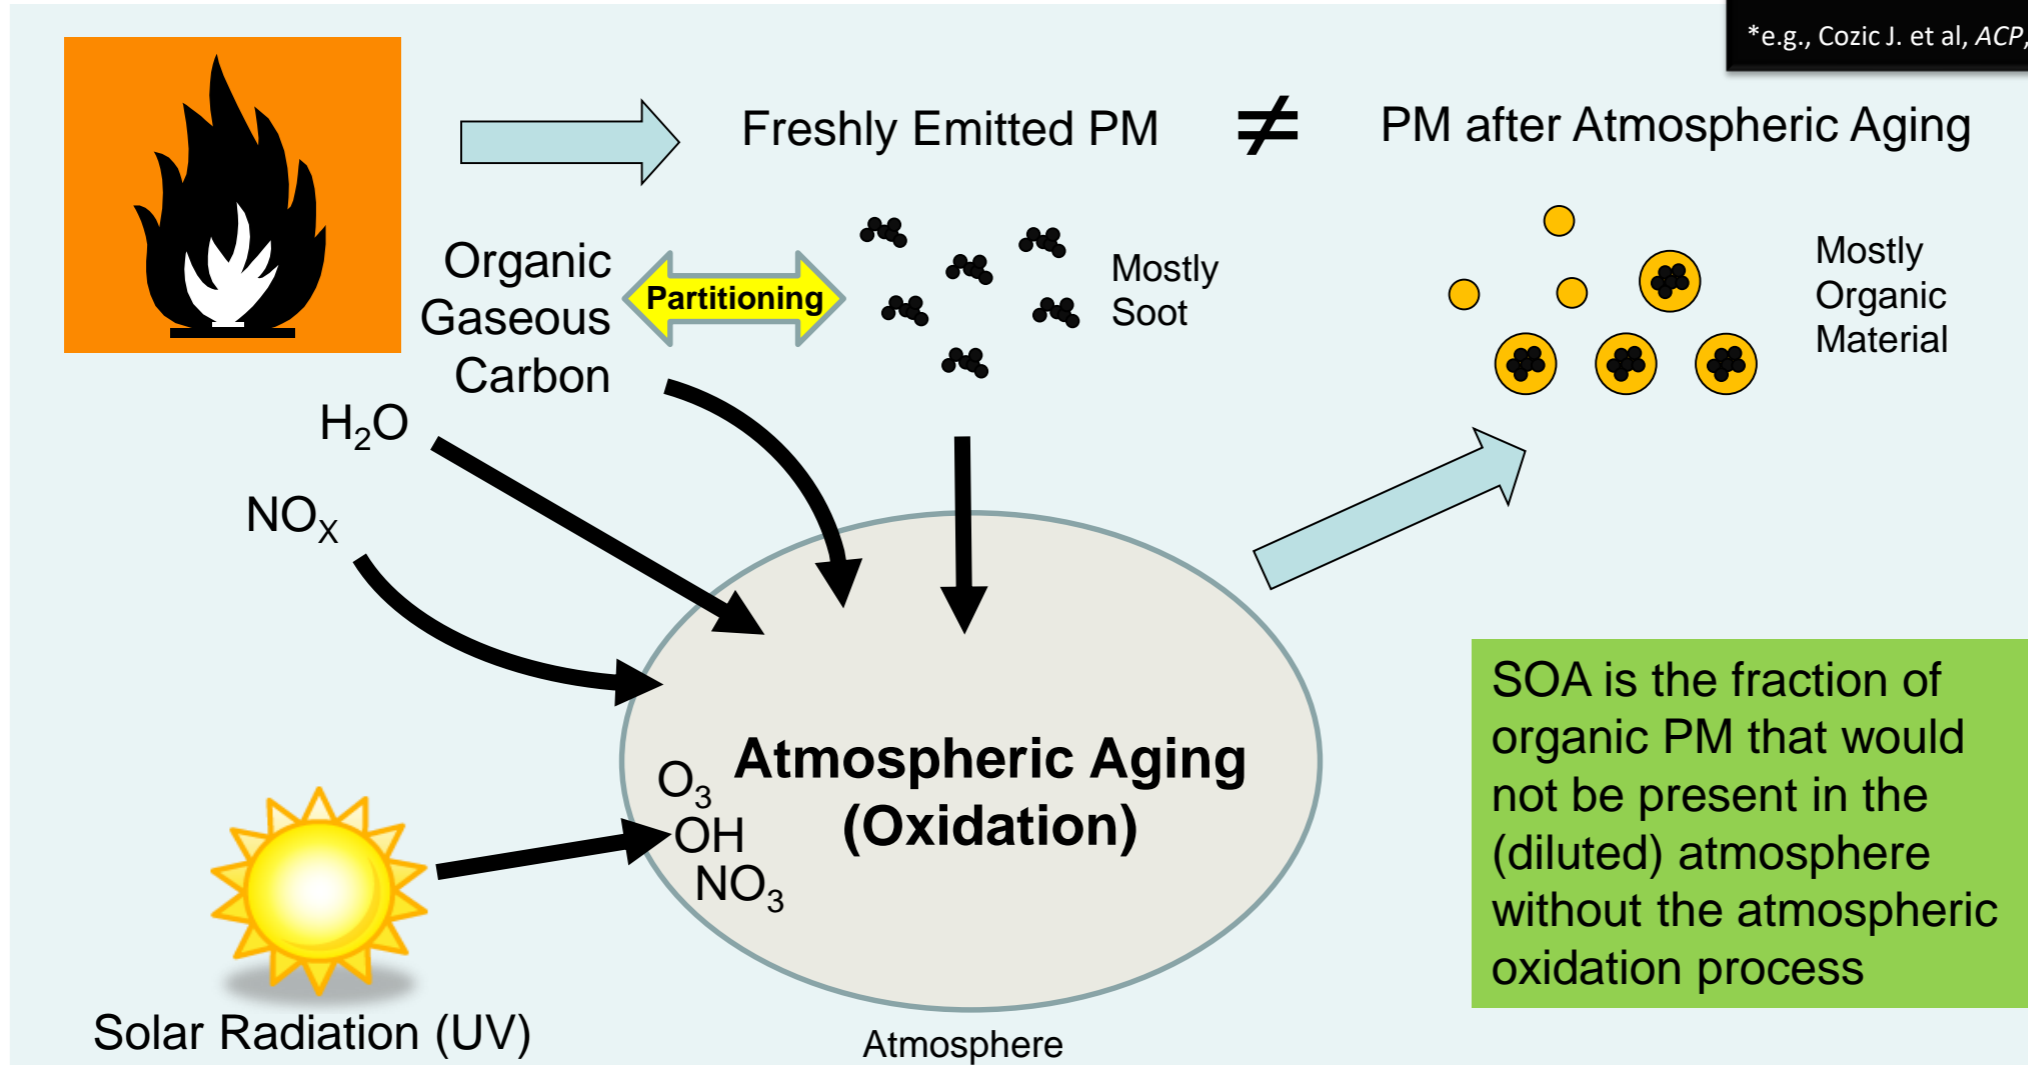 *e.g., Cozic J. et al, ACP,
Freshly Emitted PM ≠ PM after Atmospheric Aging
Organic
Gaseous
Carbon
Partitioning
Mostly
Soot
Mostly
Organic
Material
H₂O
NOₓ
O₃
OH
NO₃
Atmospheric Aging
(Oxidation)
SOA is the fraction of
organic PM that would
not be present in the
(diluted) atmosphere
without the atmospheric
oxidation process
Solar Radiation (UV)
Atmosphere